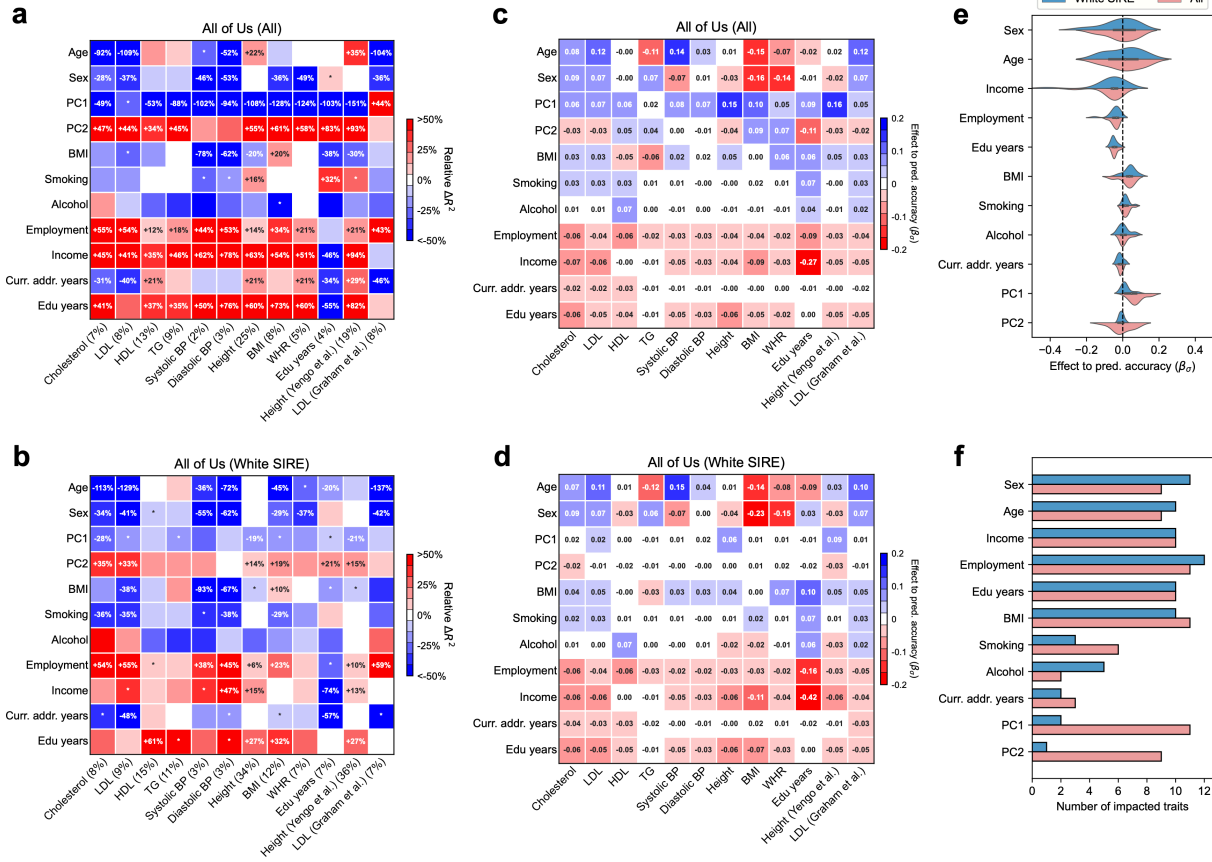 a
All of Us (All)
Age -92% -109% * -52% +22% +35% -104%
Sex -28% -37% -46% -53% -36% -49% * -36%
PC1 -49% * -53% -88% -102% -94% -108% -128% -124% -103% -151% +44%
PC2 +47% +44% +34% +45% +55% +61% +58% +83% +93%
BMI * -78% -62% -20% +20% -38% -30%
Smoking * * +16% +32% *
Alcohol *
Employment +55% +54% +12% +18% +44% +53% +14% +34% +21% +21% +43%
Income +45% +41% +35% +46% +62% +78% +63% +54% +51% -46% +94%
Curr. addr. years -31% -40% +21% +21% +21% -34% +29% -46%
Edu years +41% +37% +35% +50% +76% +60% +73% +60% -55% +82%
Cholesterol (7%) LDL (8%) HDL (13%) TG (9%) Systolic BP (2%) Diastolic BP (3%) Height (25%) BMI (8%) WHR (5%) Edu years (4%) Height (Yengo et al.) (19%) LDL (Graham et al.) (6%)
>50%
25%
0%
-25%
<-50%
Relative ΔR²
b
All of Us (White SIRE)
Age -113% -129% -36% -72% -45% * -20% -137%
Sex -34% -41% * -55% -62% -29% -37% -42%
PC1 -28% * * -19% * * -21%
PC2 +35% +33% +14% +19% +21% +15%
BMI -38% -93% -67% * +10% * *
Smoking -36% -35% * -38% -29%
Alcohol
Employment +54% +55% * +38% +45% +6% +23% * +10% +59%
Income * * +47% +15% -74% +13%
Curr. addr. years * -48% * * -57% *
Edu years +61% * * +27% +32% +27%
Cholesterol (8%) LDL (9%) HDL (15%) TG (11%) Systolic BP (3%) Diastolic BP (3%) Height (34%) BMI (12%) WHR (7%) Edu years (7%) Height (Yengo et al.) (36%) LDL (Graham et al.) (7%)
>50%
25%
0%
-25%
<-50%
Relative ΔR²
c
All of Us (All)
Age 0.08 0.12 -0.00 -0.11 0.14 0.03 0.01 -0.15 -0.07 -0.02 0.02 0.12
Sex 0.09 0.07 -0.00 0.07 -0.07 0.01 -0.03 -0.16 -0.14 -0.01 -0.02 0.07
PC1 0.06 0.07 0.06 0.02 0.08 0.07 0.15 0.10 0.05 0.09 0.16 0.05
PC2 -0.03 -0.03 0.05 0.04 0.00 -0.01 -0.04 0.09 0.07 -0.11 -0.03 -0.02
BMI 0.03 0.03 -0.05 -0.06 0.02 0.02 0.05 0.00 0.06 0.06 0.05 0.03
Smoking 0.03 0.03 0.03 0.01 0.01 0.01 -0.01 -0.01 0.00 0.07 0.01 0.03
Alcohol 0.01 0.01 0.07 0.00 -0.01 0.01 -0.01 -0.01 -0.01 0.04 -0.01 0.02
Employment -0.06 -0.04 -0.06 -0.02 -0.03 -0.03 -0.04 -0.04 -0.03 -0.09 -0.03 -0.04
Income -0.07 -0.06 -0.00 -0.01 -0.05 -0.03 -0.04 -0.09 -0.03 -0.27 -0.05 -0.04
Curr. addr. years -0.02 -0.02 -0.03 -0.01 -0.01 -0.00 -0.00 0.00 -0.01 0.00 -0.00 -0.02
Edu years -0.06 -0.05 -0.04 -0.01 -0.05 -0.03 -0.06 -0.05 -0.03 0.00 -0.05 -0.04
Cholesterol LDL HDL TG Systolic BP Diastolic BP Height BMI WHR Edu years Height (Yengo et al.) LDL (Graham et al.)
0.2
0.1
0
-0.1
-0.2
Effect to pred. accuracy (βσ)
d
All of Us (White SIRE)
Age 0.07 0.11 0.01 -0.12 0.15 0.04 0.01 -0.14 -0.08 -0.09 0.03 0.10
Sex 0.09 0.07 -0.03 0.06 -0.07 0.00 -0.04 -0.23 -0.15 0.03 -0.03 0.07
PC1 0.02 0.02 0.00 -0.01 0.01 0.01 0.06 0.01 -0.01 0.00 0.09 0.01
PC2 -0.02 -0.01 -0.02 -0.01 -0.00 -0.00 -0.01 -0.00 -0.00 -0.01 -0.03 -0.01
BMI 0.04 0.05 -0.00 -0.03 0.03 0.03 0.04 0.00 0.07 0.10 0.04 0.05
Smoking 0.02 0.03 0.01 0.00 0.01 0.01 -0.01 -0.01 0.01 0.07 0.01 0.03
Alcohol 0.01 0.00 0.07 0.00 -0.01 0.01 -0.02 -0.02 -0.01 0.06 -0.03 0.02
Employment -0.06 -0.04 -0.06 -0.03 -0.02 -0.02 -0.03 -0.05 -0.03 -0.16 -0.02 -0.04
Income -0.06 -0.06 0.00 -0.01 -0.05 -0.03 -0.06 -0.11 -0.04 -0.42 -0.06 -0.04
Curr. addr. years -0.04 -0.03 -0.03 -0.02 -0.00 -0.01 -0.00 0.02 0.01 -0.02 -0.01 -0.03
Edu years -0.06 -0.05 -0.05 -0.01 -0.05 -0.03 -0.06 -0.07 -0.03 0.00 -0.05 -0.05
Cholesterol LDL HDL TG Systolic BP Diastolic BP Height BMI WHR Edu years Height (Yengo et al.) LDL (Graham et al.)
0.2
0.1
0
-0.1
-0.2
Effect to pred. accuracy (βσ)
e
White SIRE All
Sex
Age
Income
Employment
Edu years
BMI
Smoking
Alcohol
Curr. addr. years
PC1
PC2
-0.4 -0.2 0.0 0.2 0.4
Effect to pred. accuracy (βσ)
f
Sex
Age
Income
Employment
Edu years
BMI
Smoking
Alcohol
Curr. addr. years
PC1
PC2
0 2 4 6 8 10 12
Number of impacted traits